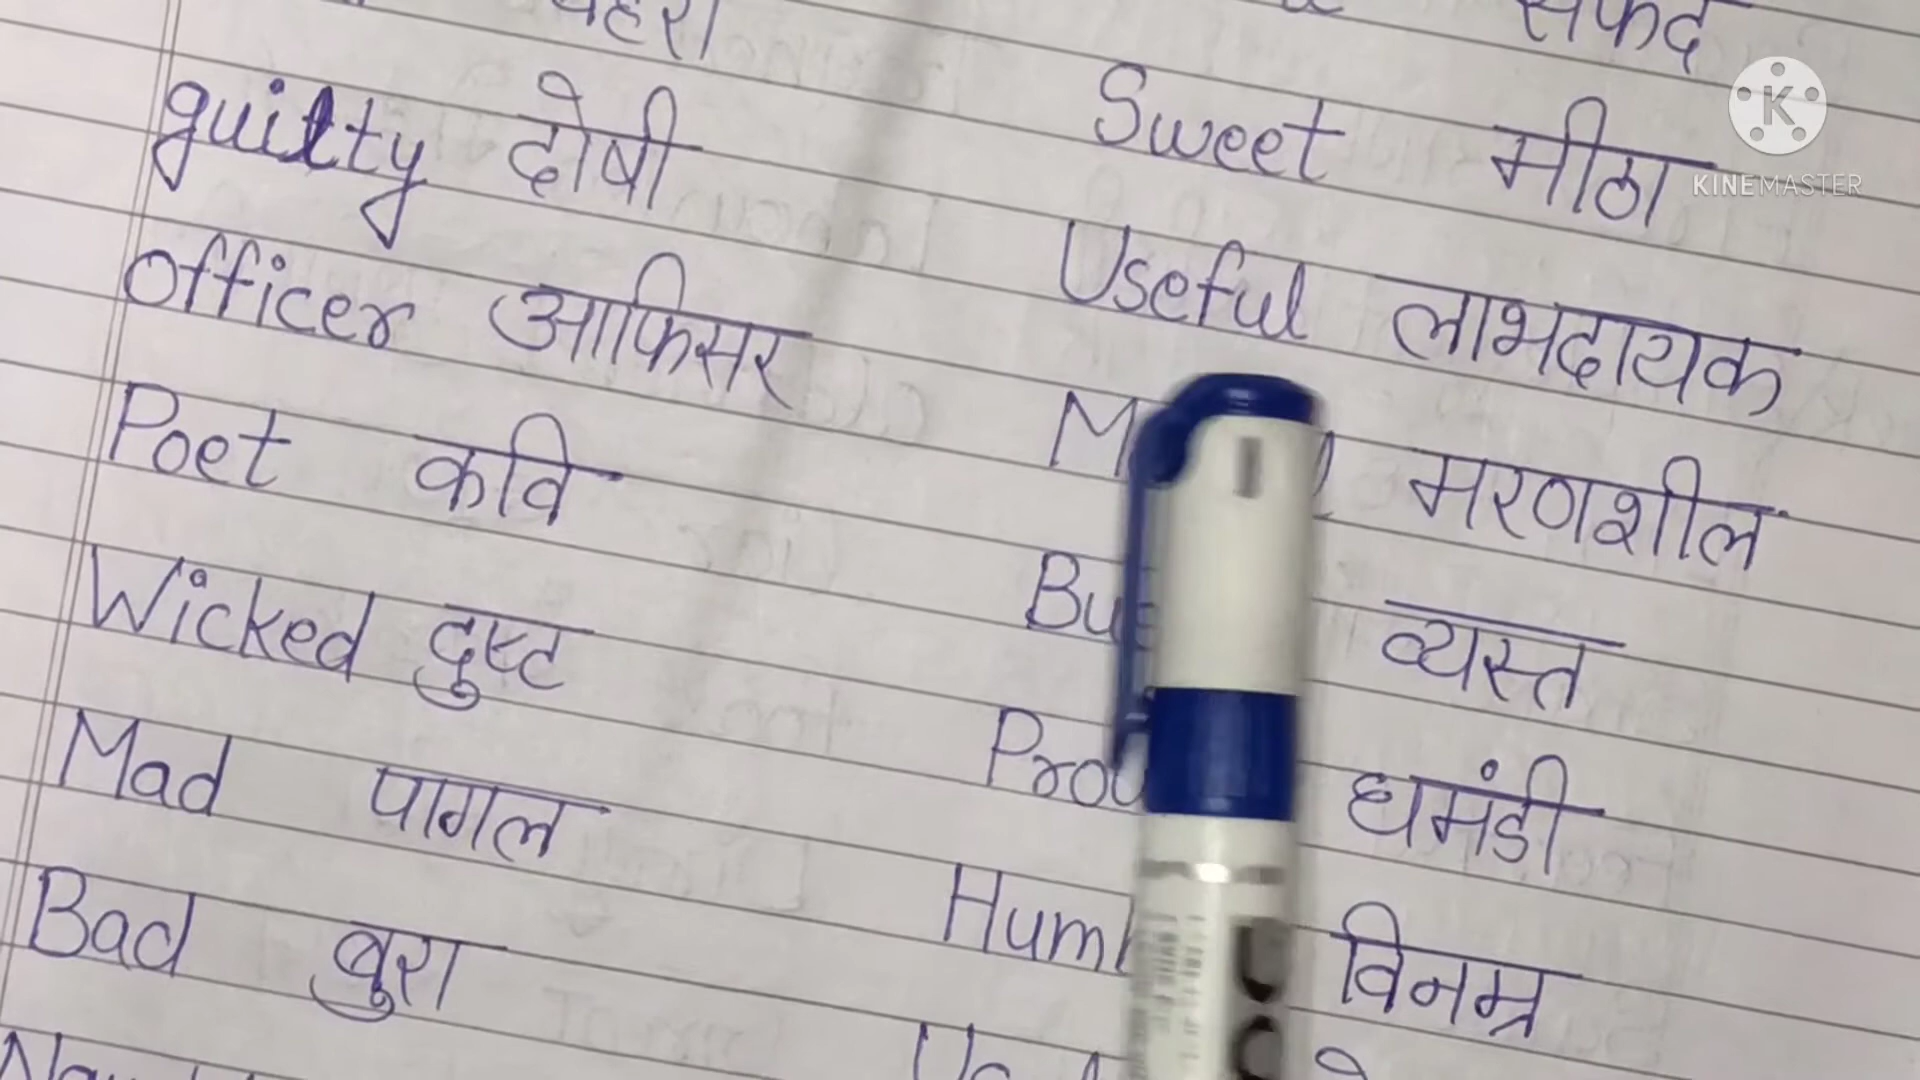 सफेद
guilty दोषी
Sweet मीठा
officer आफिसर
Useful लाभदायक
Poet कवि
मरणशील
Wicked दुष्ट
व्यस्त
Mad पागल
घमंडी
Bad बुरा
विनम्र
KINEMASTER